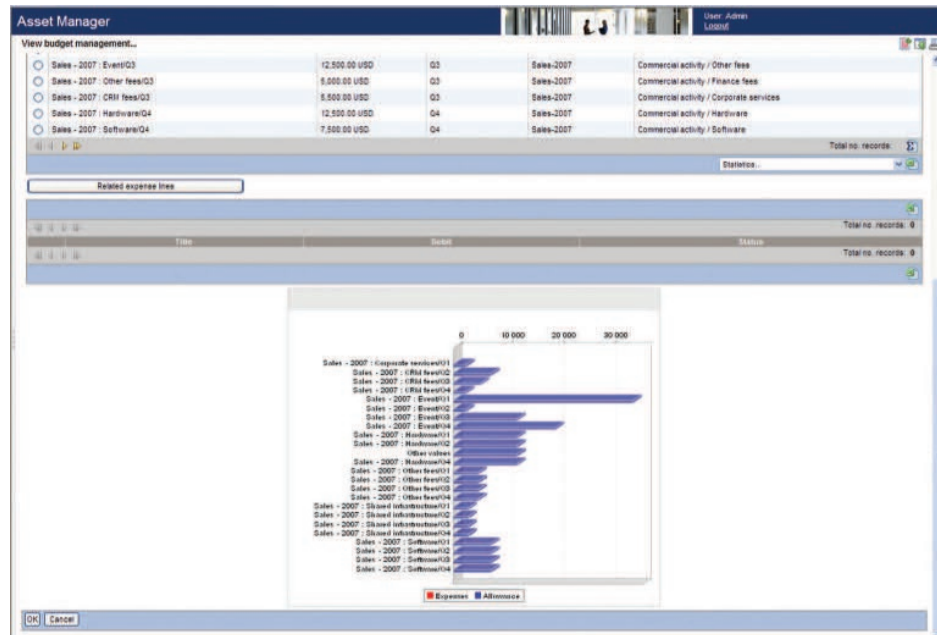 Asset Manager
User: Admin
Logout
View budget management...
Sales - 2007 : Event/Q3 12,500.00 USD Q3 Sales-2007 Commercial activity / Other fees
Sales - 2007 : Other fees/Q3 5,000.00 USD Q3 Sales-2007 Commercial activity / Finance fees
Sales - 2007 : CRM fees/Q3 5,500.00 USD Q3 Sales-2007 Commercial activity / Corporate services
Sales - 2007 : Hardware/Q4 12,500.00 USD Q4 Sales-2007 Commercial activity / Hardware
Sales - 2007 : Software/Q4 7,500.00 USD Q4 Sales-2007 Commercial activity / Software
Total no. records: Σ
Statistics...
Related expense lines
Total no. records: 0
Title Debit Status
Total no. records: 0
0 10 000 20 000 30 000
Sales - 2007 : Corporate services/Q1
Sales - 2007 : CRM fees/Q2
Sales - 2007 : CRM fees/Q3
Sales - 2007 : CRM fees/Q4
Sales - 2007 : Event/Q1
Sales - 2007 : Event/Q2
Sales - 2007 : Event/Q3
Sales - 2007 : Event/Q4
Sales - 2007 : Hardware/Q1
Sales - 2007 : Hardware/Q2
Other values
Sales - 2007 : Hardware/Q4
Sales - 2007 : Other fees/Q1
Sales - 2007 : Other fees/Q2
Sales - 2007 : Other fees/Q3
Sales - 2007 : Other fees/Q4
Sales - 2007 : Shared infrastructure/Q1
Sales - 2007 : Shared infrastructure/Q2
Sales - 2007 : Shared infrastructure/Q3
Sales - 2007 : Shared infrastructure/Q4
Sales - 2007 : Software/Q1
Sales - 2007 : Software/Q2
Sales - 2007 : Software/Q3
Sales - 2007 : Software/Q4
Expenses Allowance
OK Cancel